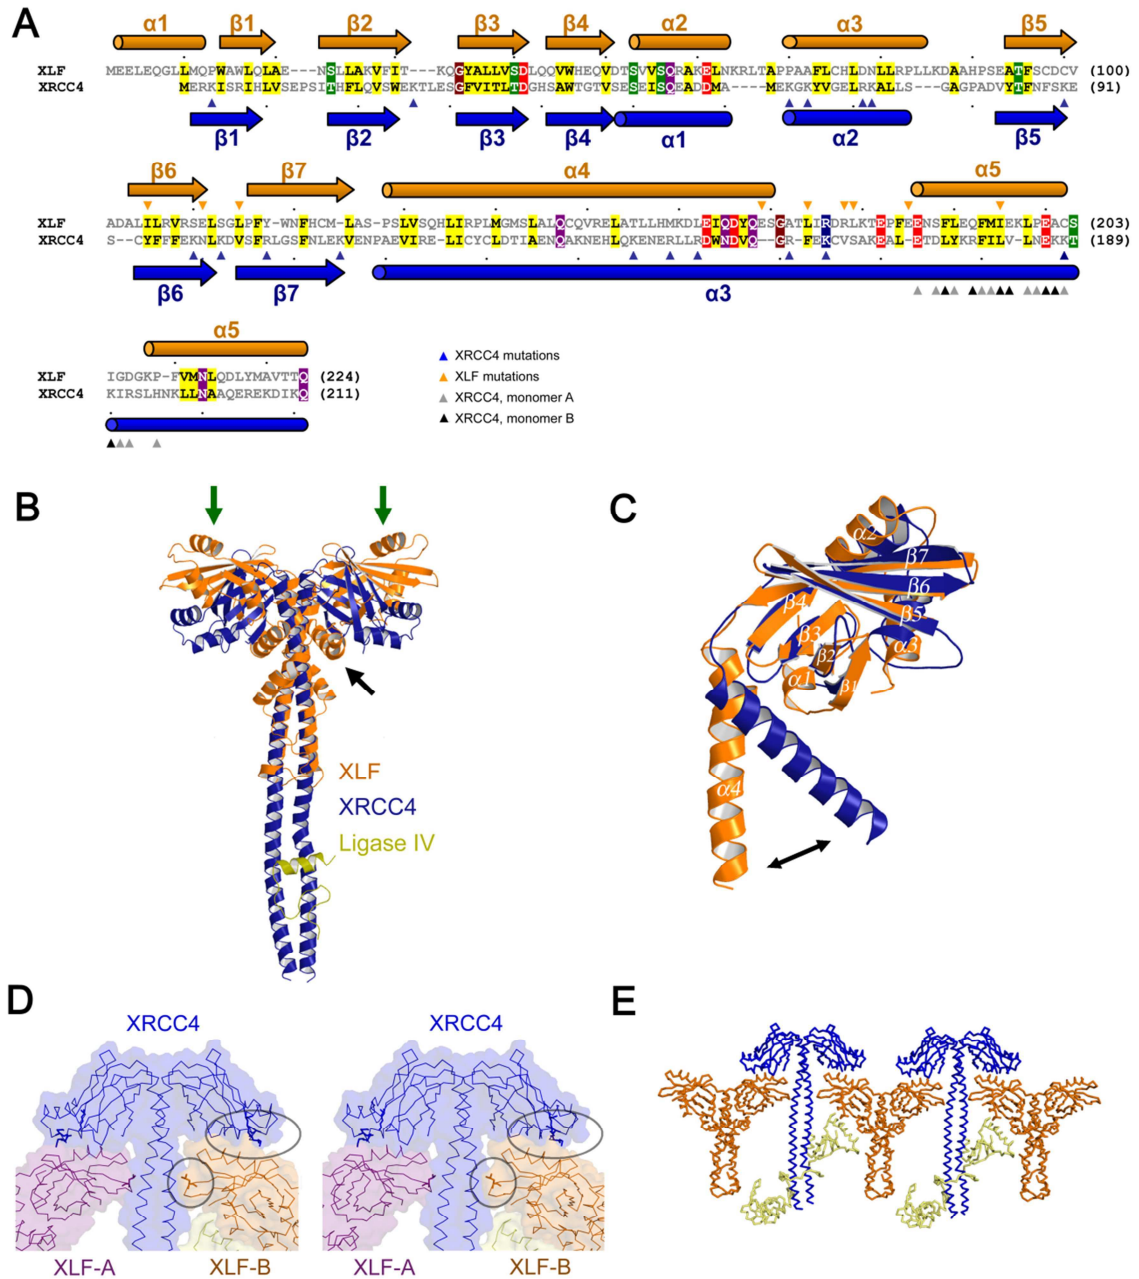 A
α1 β1 β2 β3 β4 α2 α3 β5
XLF MEELEQGLLMQPWAWLQLAE---NSLLAKVFIT---KQGYALLVSDLQQVWHEQVDTSVVSQRAKELNKRLTAPPAAFLCHLDNLLRPLLKDAAHPSEATFSCDCV (100)
XRCC4 MERKISRIHLVSEPSITHFLQVSWEKTLESGFVITLTDGHSAWTGTVSESEISQEADDMA----MEKGKYVGELRKALLS---GAGPADVYTFNFSKE (91)
β1 β2 β3 β4 α1 α2 β5
β6 β7 α4 α5
XLF ADALILRVRSELSGLPFY-WNFHCM-LAS-PSLVSQHLIRPLMGMSLALQCQVRELATLLHMKDLEIQDYQESGATLIRDRLKTEPFEENSFLEQFMIEKLPEACS (203)
XRCC4 S--CYFFFEKNLKDVSFRLGSFNLEKVENPAEVIRE-LICYCLDTIAENQAKNEHLQKENERLLRDWNDVQ--GR-FEKCVSAKEAL-ETDLYKRFILV-LNEKKT (189)
β6 β7 α3
α5
XLF IGDGKP-FVMNLQDLYMAVTTQ (224)
XRCC4 KIRSLHNKLLNAAQEREKDIKQ (211)
XRCC4 mutations
XLF mutations
XRCC4, monomer A
XRCC4, monomer B
B
XLF
XRCC4
Ligase IV
C
α2
β7
β6
β5
β4
β3
β2
α3
α1
β1
α4
D
XRCC4 XRCC4
XLF-A XLF-B XLF-A XLF-B
E